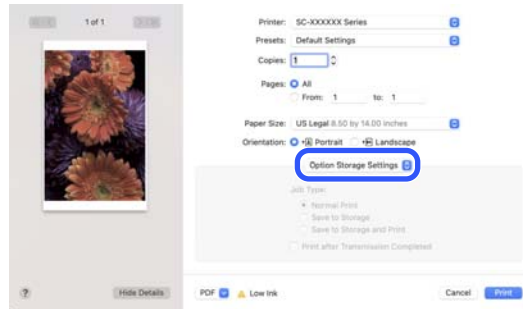 1 of 1
Printer: SC-XXXXXX Series
Presets: Default Settings
Copies: 1
Pages: All
From: 1 to: 1
Paper Size: US Legal 8.50 by 14.00 inches
Orientation: Portrait Landscape
Option Storage Settings
Job Type:
Normal Print
Save to Storage
Save to Storage and Print
Print after Transmission Completed
? Hide Details PDF Low Ink Cancel Print